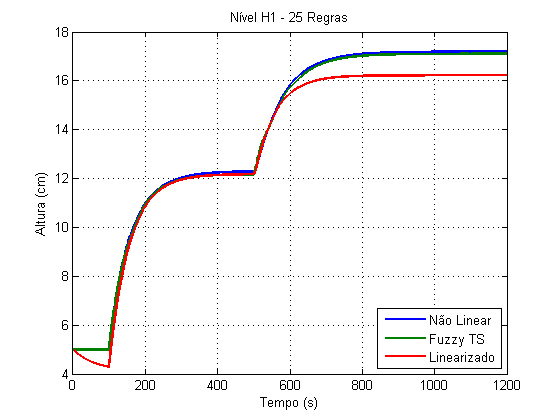 Nível H1 - 25 Regras
18
16
14
12
10
8
6
4
Altura (cm)
0
200
400
600
800
1000
1200
Tempo (s)
Não Linear
Fuzzy TS
Linearizado